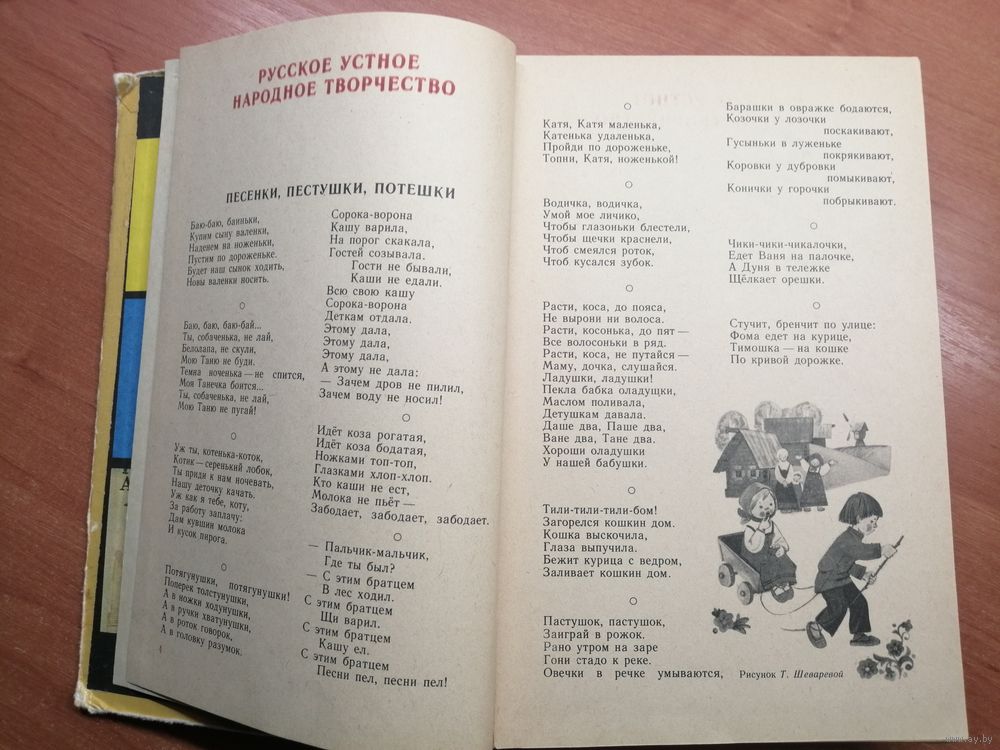 РУССКОЕ УСТНОЕ
НАРОДНОЕ ТВОРЧЕСТВО
ПЕСЕНКИ, ПЕСТУШКИ, ПОТЕШКИ
Баю-баю, баиньки,
Купим сыну валенки,
Наденем на ноженьки,
Пустим по дороженьке.
Будет наш сынок ходить,
Новы валенки носить.
Баю, баю, баю-бай...
Ты, собаченька, не лай,
Белолапа, не скули,
Мою Таню не буди.
Темна ноченька — не спится,
Моя Танечка боится...
Ты, собаченька, не лай,
Мою Таню не пугай!
Уж ты, котенька-коток,
Котик — серенький лобок,
Ты приди к нам ночевать,
Нашу деточку качать.
Уж как я тебе, коту,
За работу заплачу:
Дам кувшин молока
И кусок пирога.
Потягунушки, потягунушки!
Поперек толстунушки,
А в ножки ходунушки,
А в ручки хватунушки,
А в роток говорок,
А в головку разумок.
4
Сорока-ворона
Кашу варила,
На порог скакала,
Гостей созывала.
Гости не бывали,
Каши не едали.
Всю свою кашу
Сорока-ворона
Деткам отдала.
Этому дала,
Этому дала,
Этому дала,
А этому не дала:
— Зачем дров не пилил,
Зачем воду не носил!
Идёт коза рогатая,
Идёт коза бодатая,
Ножками топ-топ,
Глазками хлоп-хлоп.
Кто каши не ест,
Молока не пьёт —
Забодает, забодает, забодает.
— Пальчик-мальчик,
Где ты был?
— С этим братцем
В лес ходил.
С этим братцем
Щи варил.
С этим братцем
Кашу ел.
С этим братцем
Песни пел, песни пел!
Катя, Катя маленька,
Катенька удаленька,
Пройди по дороженьке,
Топни, Катя, ноженькой!
Водичка, водичка,
Умой мое личико,
Чтобы глазоньки блестели,
Чтобы щечки краснели,
Чтоб смеялся роток,
Чтоб кусался зубок.
Расти, коса, до пояса,
Не вырони ни волоса.
Расти, косонька, до пят —
Все волосоньки в ряд.
Расти, коса, не путайся —
Маму, дочка, слушайся.
Ладушки, ладушки!
Пекла бабка оладушки,
Маслом поливала,
Детушкам давала.
Даше два, Паше два,
Ване два, Тане два.
Хороши оладушки
У нашей бабушки.
Тили-тили-тили-бом!
Загорелся кошкин дом.
Кошка выскочила,
Глаза выпучила.
Бежит курица с ведром,
Заливает кошкин дом.
Пастушок, пастушок,
Заиграй в рожок.
Рано утром на заре
Гони стадо к реке.
Овечки в речке умываются,
Барашки в овражке бодаются,
Козочки у лозочки
поскакивают,
Гусыньки в луженьке
покрякивают,
Коровки у дубровки
помыкивают,
Конички у горочки
побрыкивают.
Чики-чики-чикалочки,
Едет Ваня на палочке,
А Дуня в тележке
Щёлкает орешки.
Стучит, бренчит по улице:
Фома едет на курице,
Тимошка — на кошке
По кривой дорожке.
Рисунок Т. Шеваревой